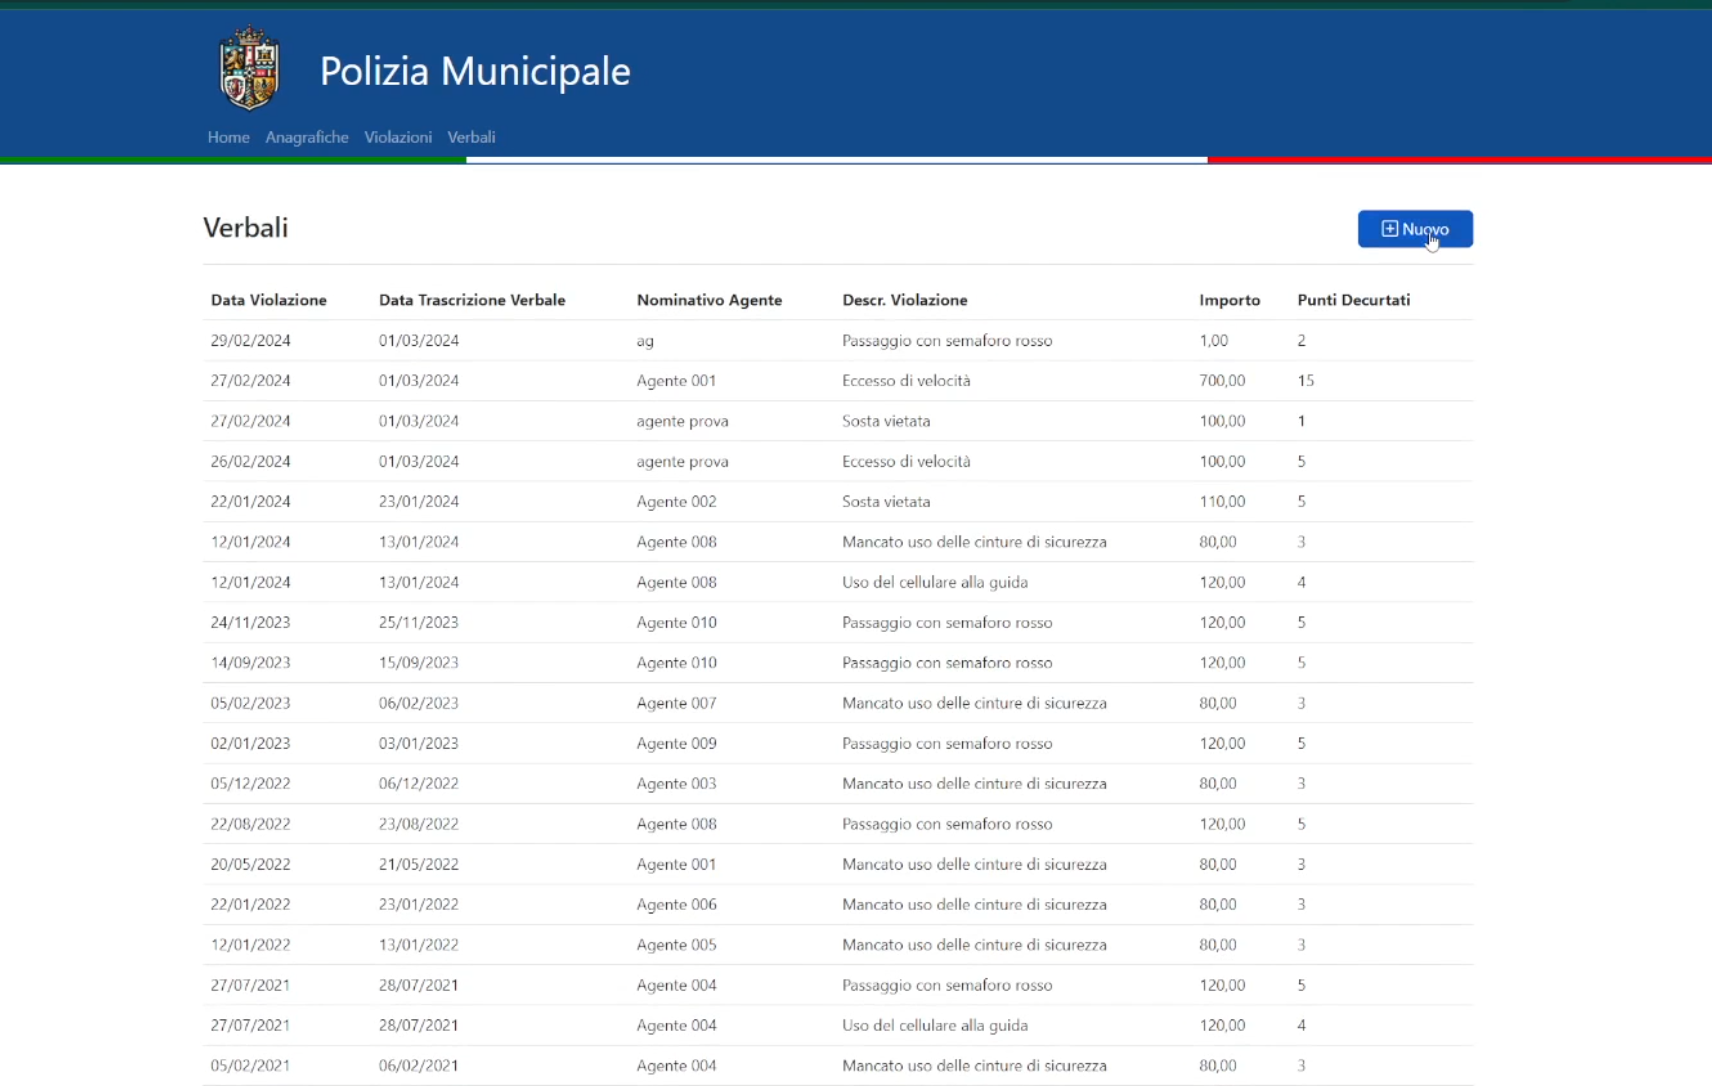 Polizia Municipale
Home Anagrafiche Violazioni Verbali
Verbali
Nuovo
Data Violazione Data Trascrizione Verbale Nominativo Agente Descr. Violazione Importo Punti Decurtati
29/02/2024 01/03/2024 ag Passaggio con semaforo rosso 1,00 2
27/02/2024 01/03/2024 Agente 001 Eccesso di velocità 700,00 15
27/02/2024 01/03/2024 agente prova Sosta vietata 100,00 1
26/02/2024 01/03/2024 agente prova Eccesso di velocità 100,00 5
22/01/2024 23/01/2024 Agente 002 Sosta vietata 110,00 5
12/01/2024 13/01/2024 Agente 008 Mancato uso delle cinture di sicurezza 80,00 3
12/01/2024 13/01/2024 Agente 008 Uso del cellulare alla guida 120,00 4
24/11/2023 25/11/2023 Agente 010 Passaggio con semaforo rosso 120,00 5
14/09/2023 15/09/2023 Agente 010 Passaggio con semaforo rosso 120,00 5
05/02/2023 06/02/2023 Agente 007 Mancato uso delle cinture di sicurezza 80,00 3
02/01/2023 03/01/2023 Agente 009 Passaggio con semaforo rosso 120,00 5
05/12/2022 06/12/2022 Agente 003 Mancato uso delle cinture di sicurezza 80,00 3
22/08/2022 23/08/2022 Agente 008 Passaggio con semaforo rosso 120,00 5
20/05/2022 21/05/2022 Agente 001 Mancato uso delle cinture di sicurezza 80,00 3
22/01/2022 23/01/2022 Agente 006 Mancato uso delle cinture di sicurezza 80,00 3
12/01/2022 13/01/2022 Agente 005 Mancato uso delle cinture di sicurezza 80,00 3
27/07/2021 28/07/2021 Agente 004 Passaggio con semaforo rosso 120,00 5
27/07/2021 28/07/2021 Agente 004 Uso del cellulare alla guida 120,00 4
05/02/2021 06/02/2021 Agente 004 Mancato uso delle cinture di sicurezza 80,00 3